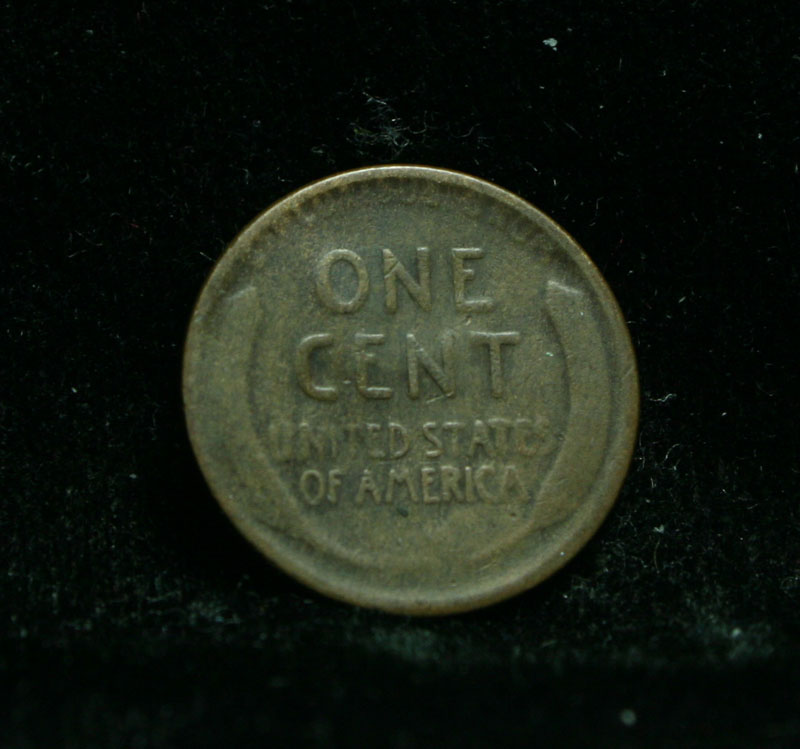 ONE
CENT
UNITED STATES
OF AMERICA